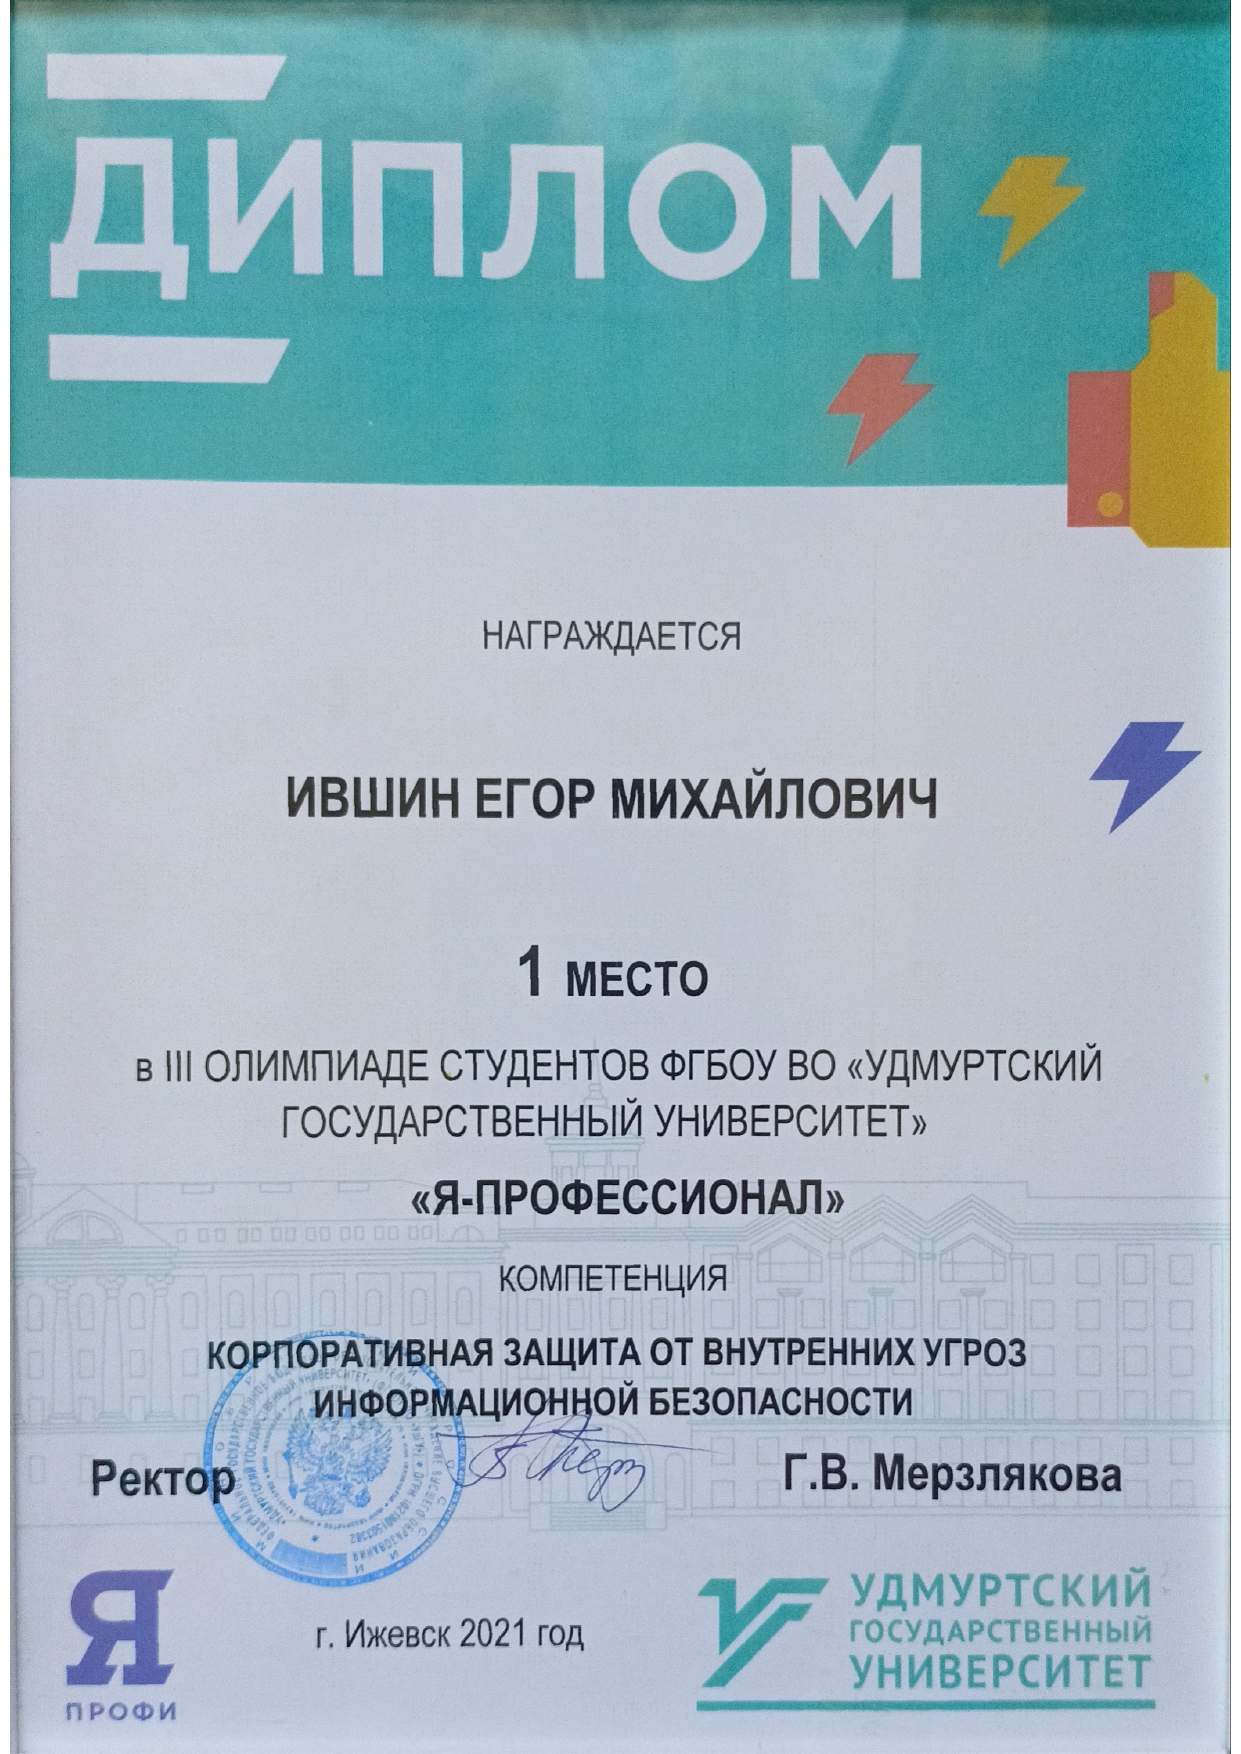 ДИПЛОМ
НАГРАЖДАЕТСЯ
ИВШИН ЕГОР МИХАЙЛОВИЧ
1 МЕСТО
в III ОЛИМПИАДЕ СТУДЕНТОВ ФГБОУ ВО «УДМУРТСКИЙ
ГОСУДАРСТВЕННЫЙ УНИВЕРСИТЕТ»
«Я-ПРОФЕССИОНАЛ»
КОМПЕТЕНЦИЯ
КОРПОРАТИВНАЯ ЗАЩИТА ОТ ВНУТРЕННИХ УГРОЗ
ИНФОРМАЦИОННОЙ БЕЗОПАСНОСТИ
Ректор Г.В. Мерзлякова
Я
ПРОФИ
г. Ижевск 2021 год
УДМУРТСКИЙ
ГОСУДАРСТВЕННЫЙ
УНИВЕРСИТЕТ